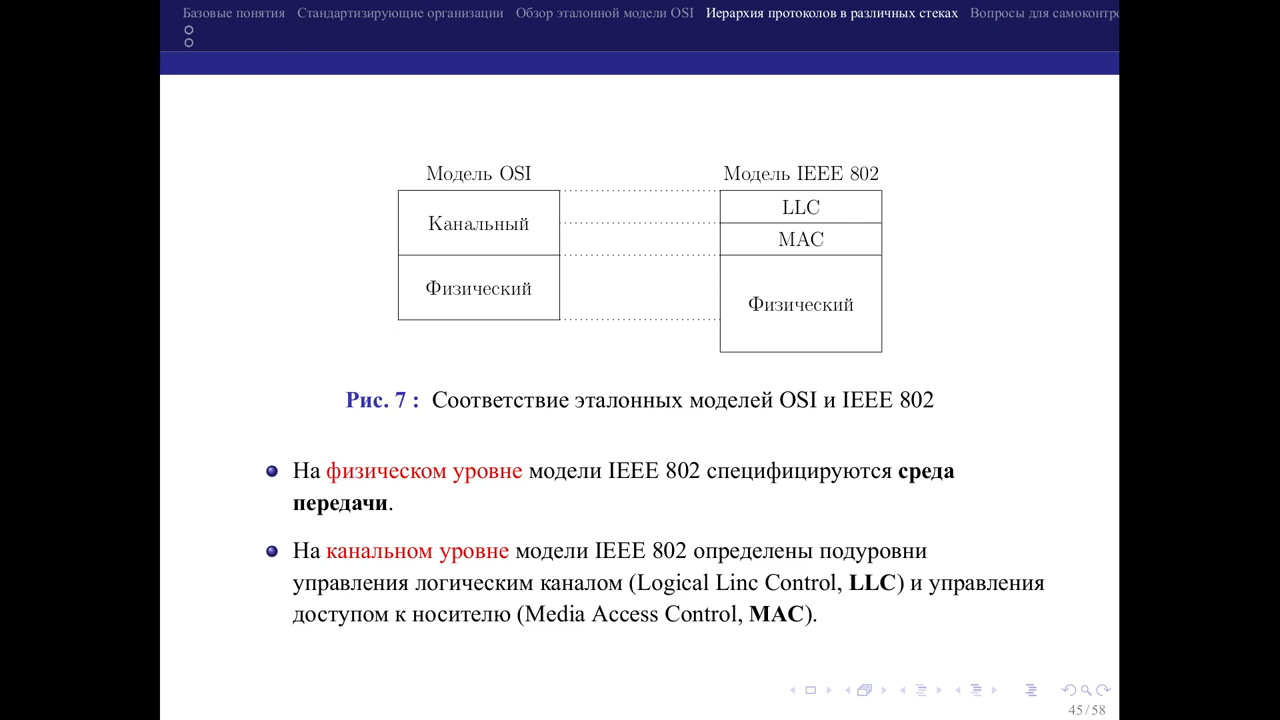 Базовые понятия Стандартизирующие организации Обзор эталонной модели OSI Иерархия протоколов в различных стеках Вопросы для самоконтро
Модель OSI
Модель IEEE 802
Канальный
LLC
MAC
Физический
Физический
Рис. 7 : Соответствие эталонных моделей OSI и IEEE 802
На физическом уровне модели IEEE 802 специфицируются среда
передачи.
На канальном уровне модели IEEE 802 определены подуровни
управления логическим каналом (Logical Linc Control, LLC) и управления
доступом к носителю (Media Access Control, MAC).
45 / 58